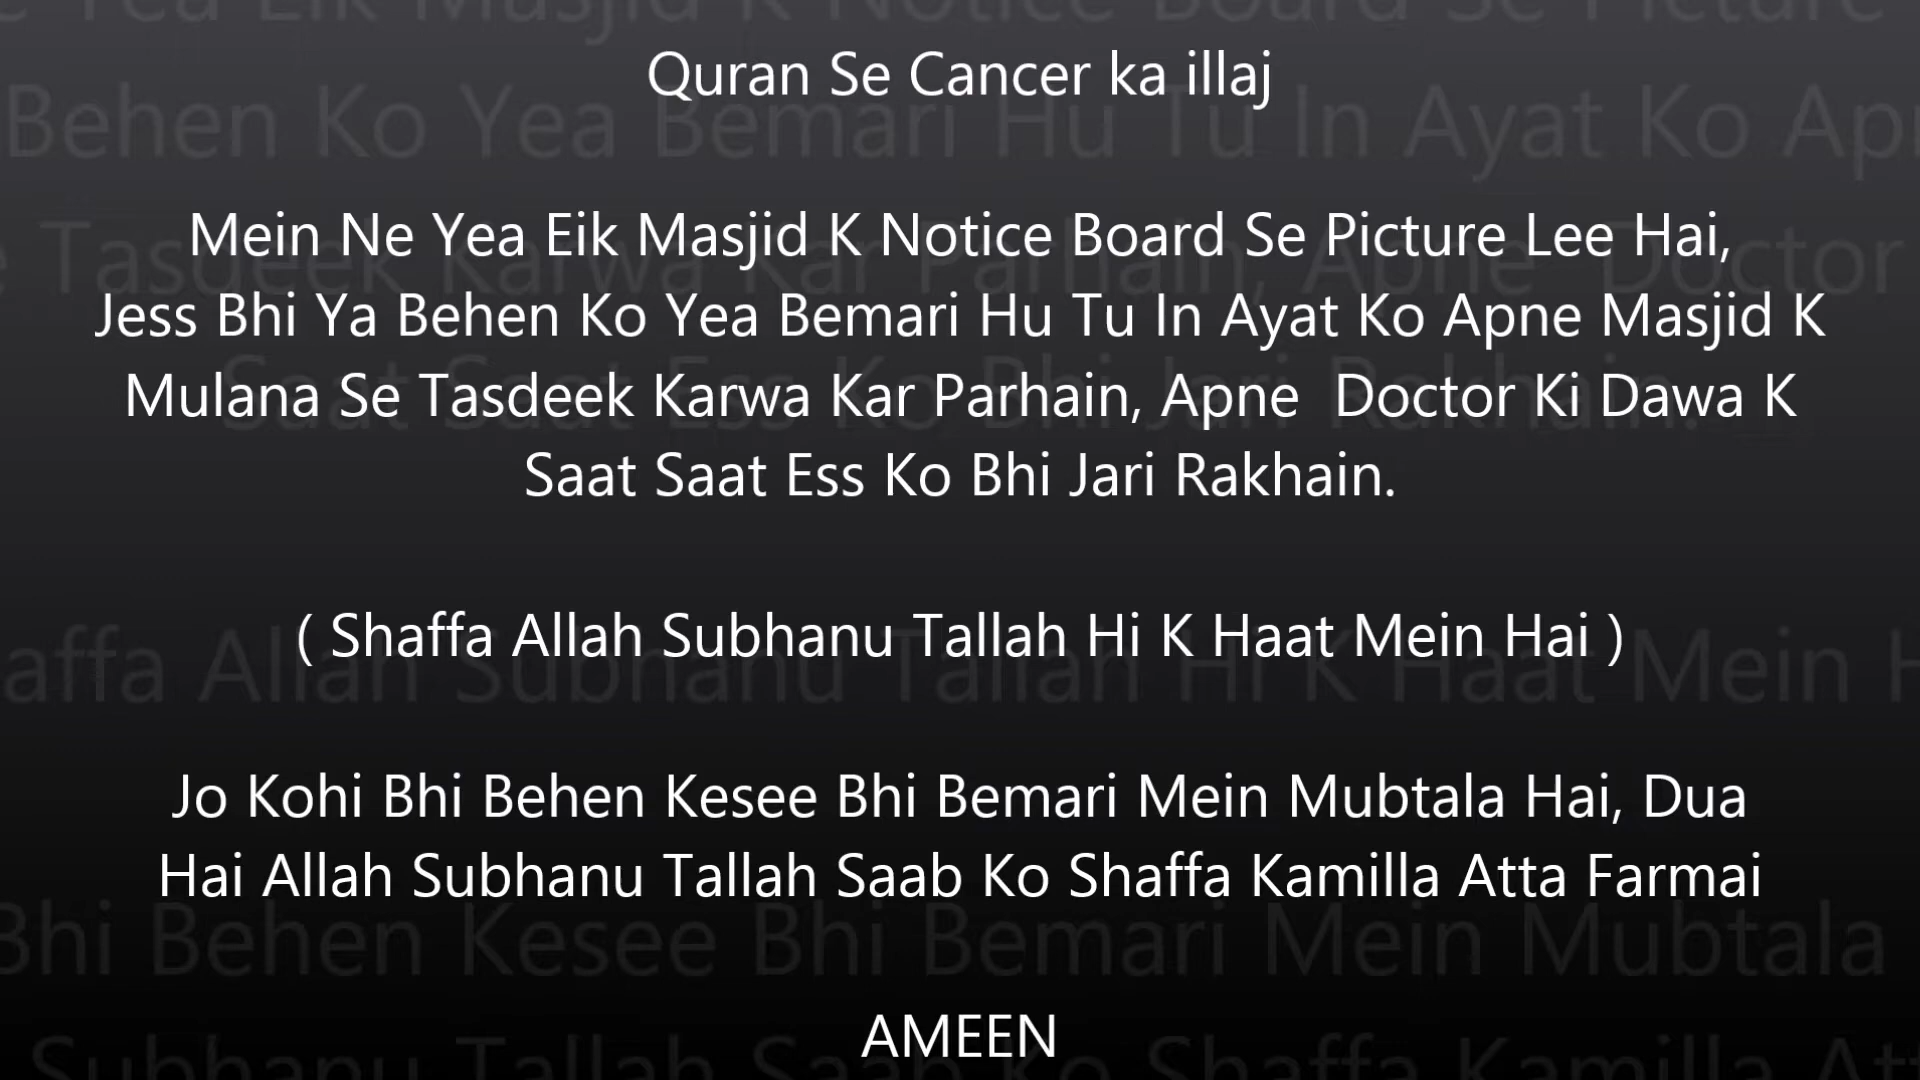 Quran Se Cancer ka illaj
Mein Ne Yea Eik Masjid K Notice Board Se Picture Lee Hai,
Jess Bhi Ya Behen Ko Yea Bemari Hu Tu In Ayat Ko Apne Masjid K
Mulana Se Tasdeek Karwa Kar Parhain, Apne  Doctor Ki Dawa K
Saat Saat Ess Ko Bhi Jari Rakhain.
( Shaffa Allah Subhanu Tallah Hi K Haat Mein Hai )
Jo Kohi Bhi Behen Kesee Bhi Bemari Mein Mubtala Hai, Dua
Hai Allah Subhanu Tallah Saab Ko Shaffa Kamilla Atta Farmai
AMEEN